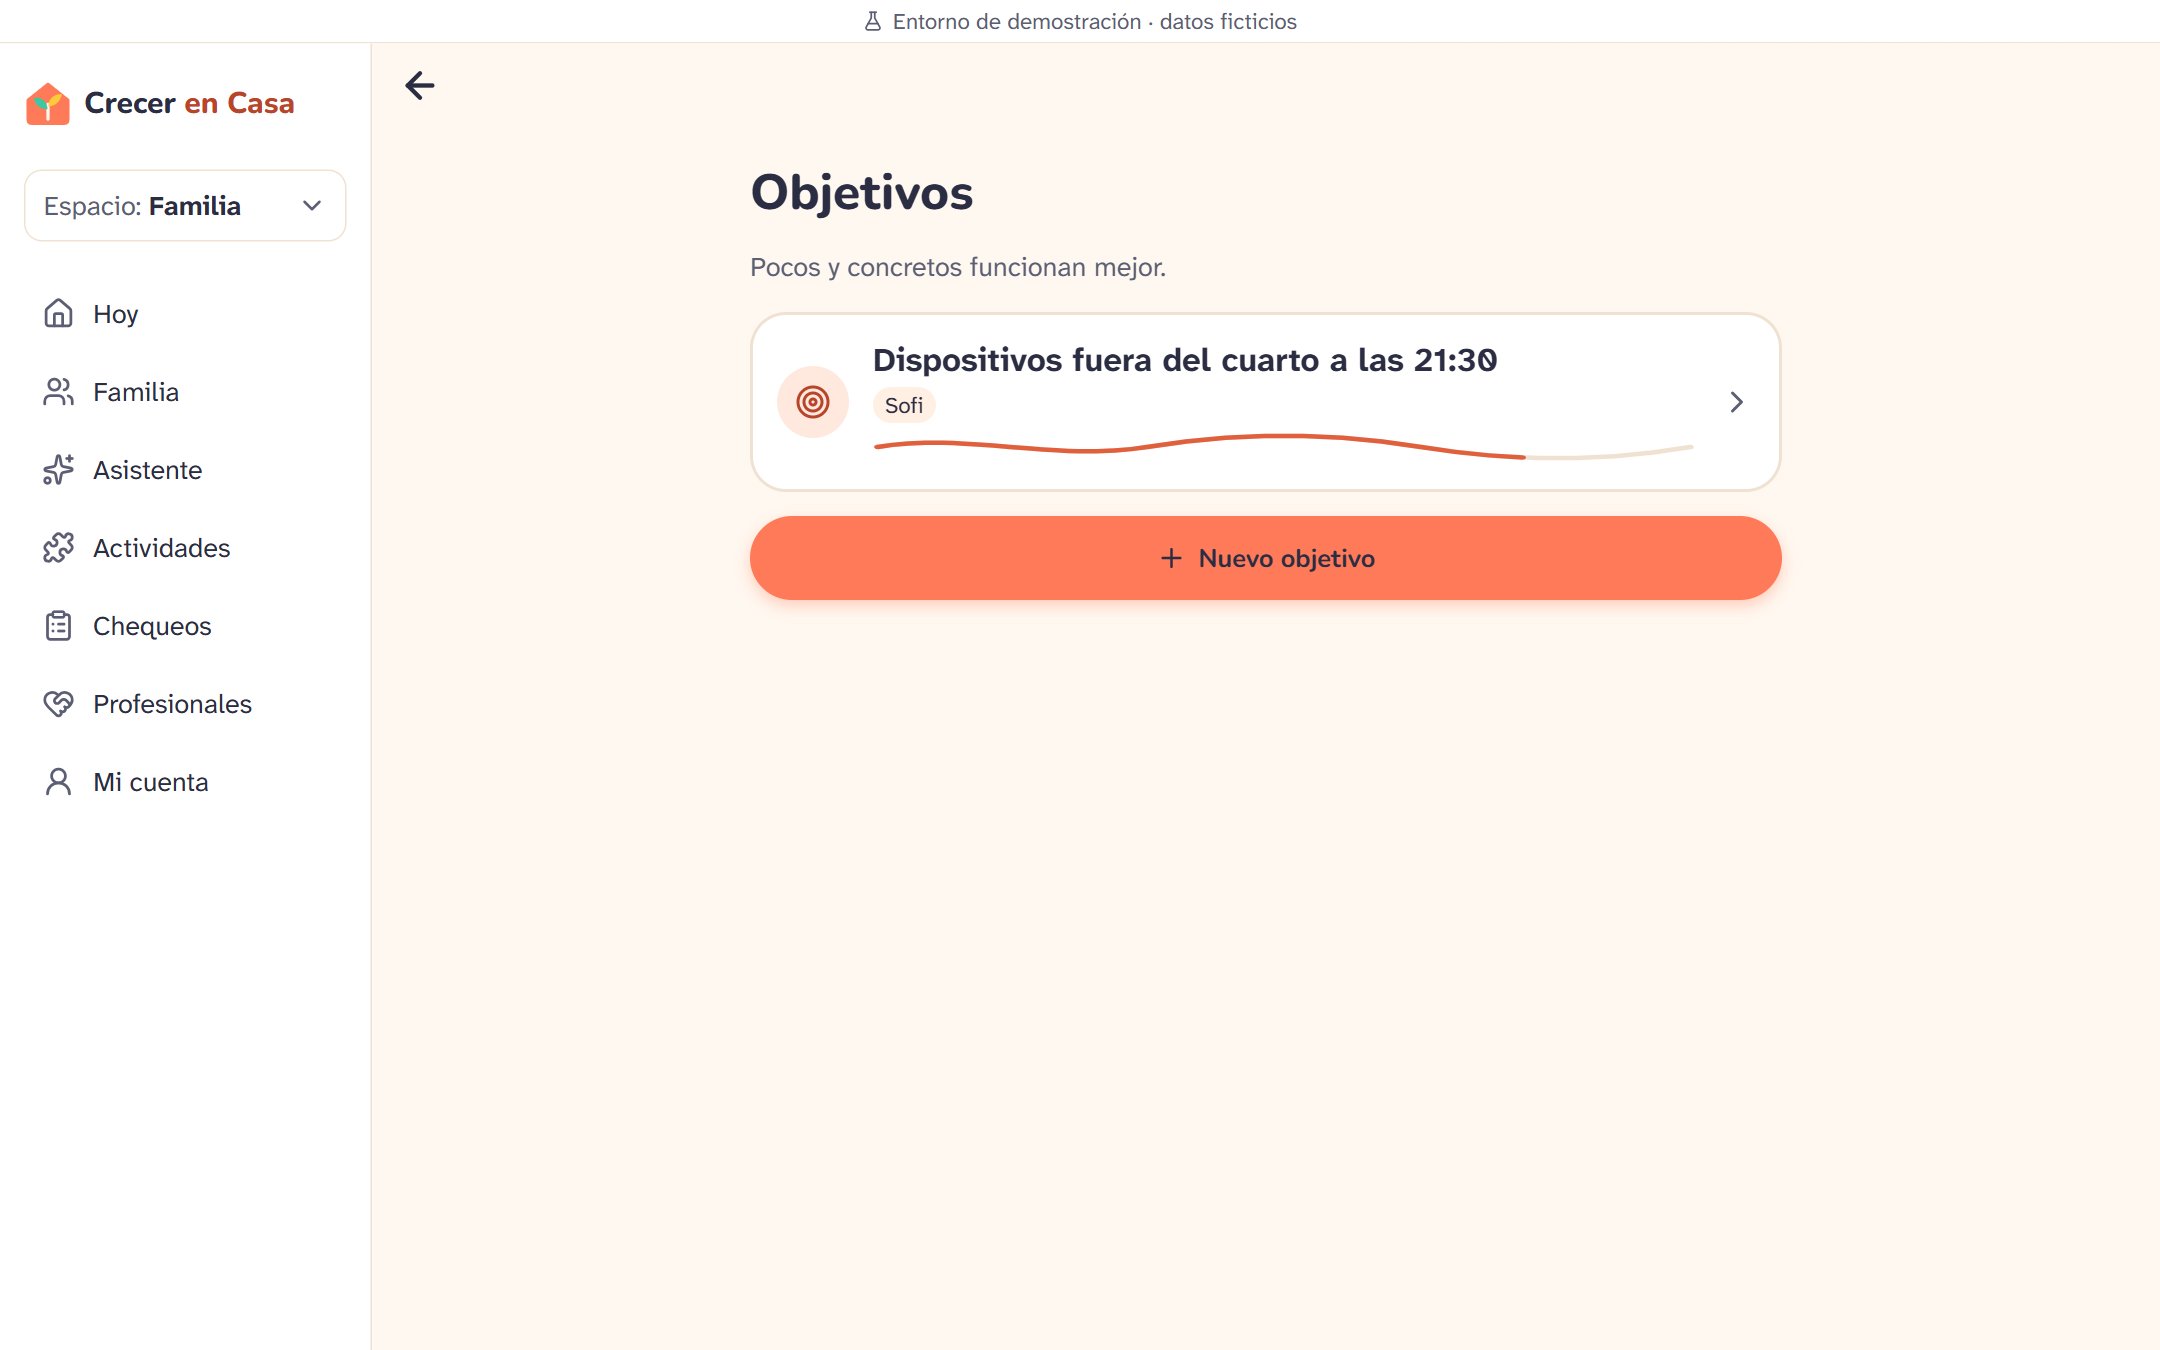 Entorno de demostración · datos ficticios
Crecer en Casa
Espacio: Familia
Hoy
Familia
Asistente
Actividades
Chequeos
Profesionales
Mi cuenta
Objetivos
Pocos y concretos funcionan mejor.
Dispositivos fuera del cuarto a las 21:30
Sofi
+ Nuevo objetivo